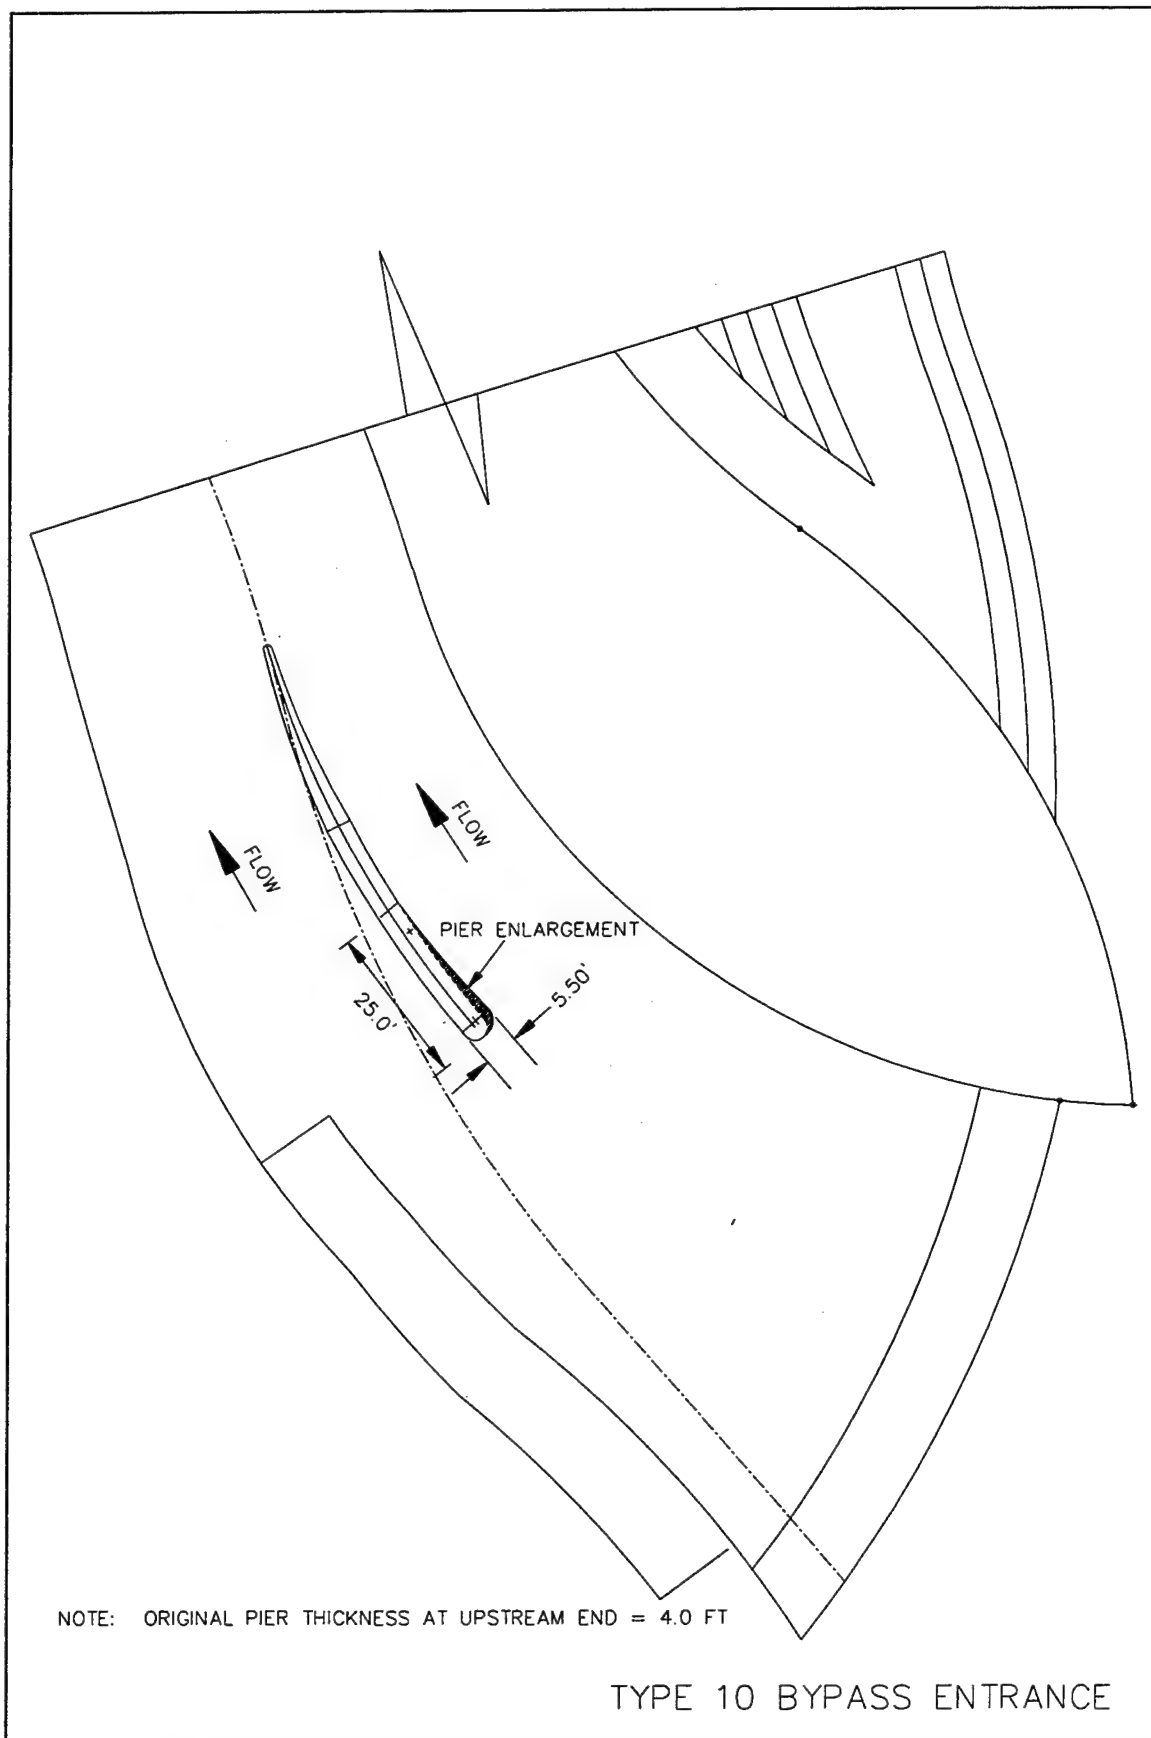 FLOW
FLOW
PIER ENLARGEMENT
5.50'
25.0'
NOTE: ORIGINAL PIER THICKNESS AT UPSTREAM END = 4.0 FT
TYPE 10 BYPASS ENTRANCE